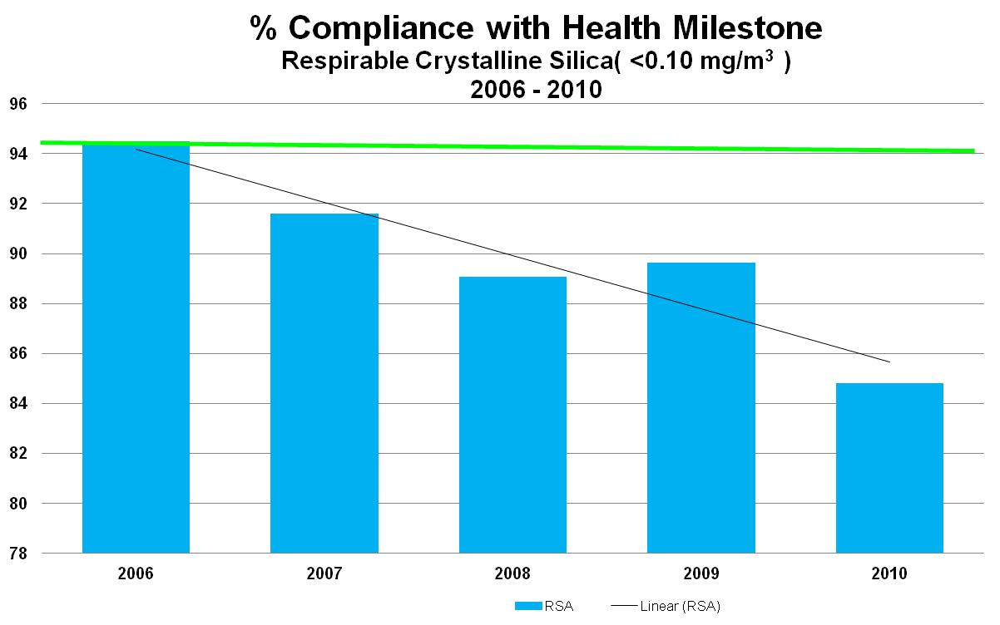 % Compliance with Health Milestone
Respirable Crystalline Silica( <0.10 mg/m³ )
2006 - 2010
96
94
92
90
88
86
84
82
80
78
2006 2007 2008 2009 2010
RSA Linear (RSA)